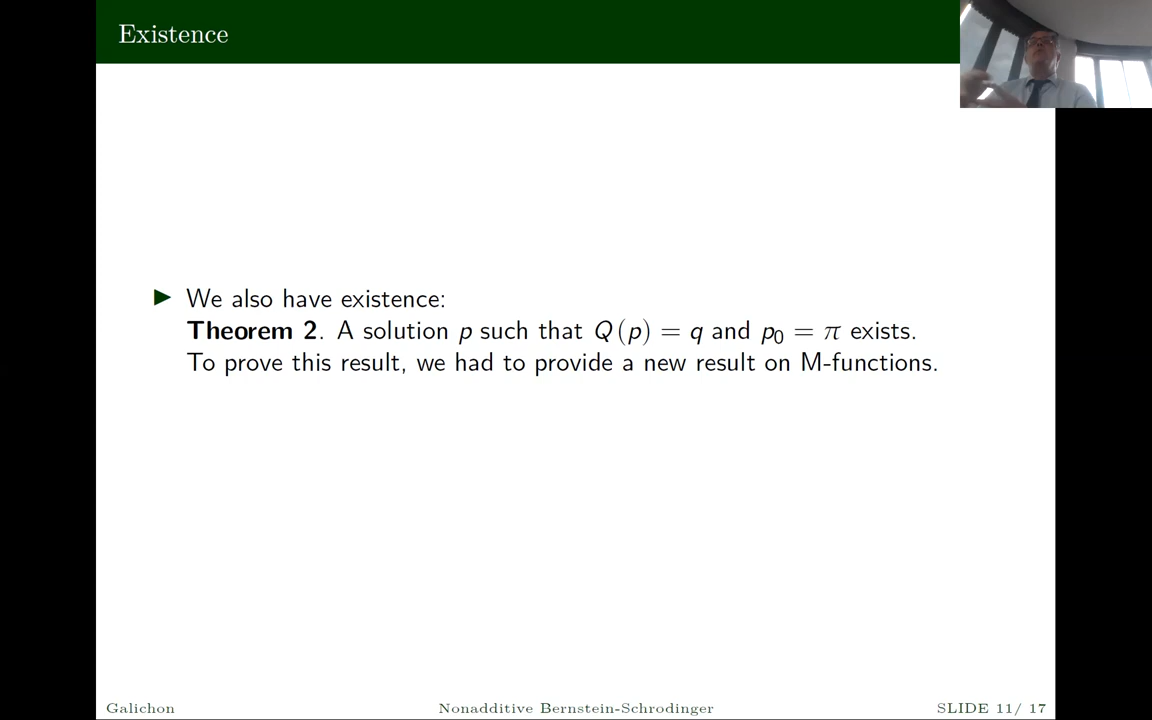 Existence
▶ We also have existence:
Theorem 2. A solution p such that Q(p) = q and p₀ = π exists.
To prove this result, we had to provide a new result on M-functions.
Galichon Nonadditive Bernstein-Schrodinger SLIDE 11/ 17